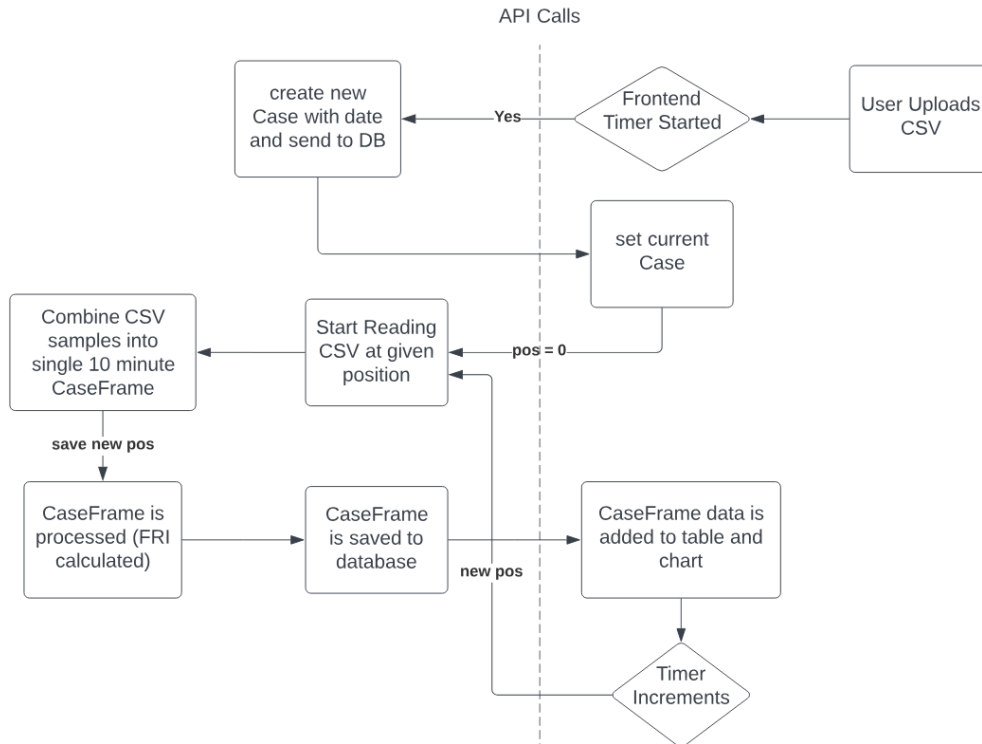 API Calls
create new
Case with date
and send to DB
Yes
Frontend
Timer Started
User Uploads
CSV
set current
Case
Combine CSV
samples into
single 10 minute
CaseFrame
Start Reading
CSV at given
position
pos = 0
save new pos
CaseFrame is
processed (FRI
calculated)
CaseFrame
is saved to
database
CaseFrame data is
added to table and
chart
new pos
Timer
Increments